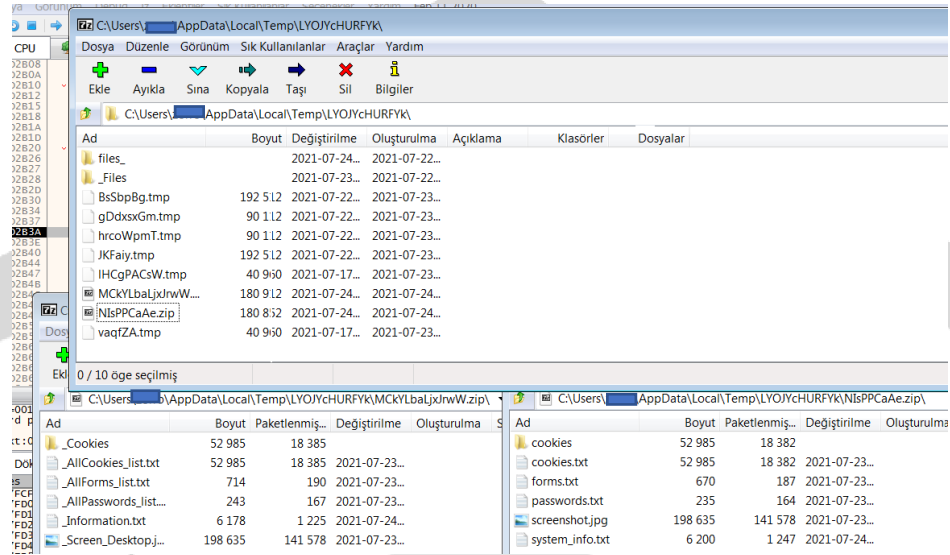 Görünüm
Feb 17 2020
C:\Users\ AppData\Local\Temp\LYOJYcHURFYk\
Dosya Düzenle Görünüm Sık Kullanılanlar Araçlar Yardım
CPU
Ekle Ayıkla Sına Kopyala Taşı Sil Bilgiler
C:\Users\ AppData\Local\Temp\LYOJYcHURFYk\
Ad Boyut Değiştirilme Oluşturulma Açıklama Klasörler Dosyalar
files_ 2021-07-24... 2021-07-22...
_Files 2021-07-23... 2021-07-22...
BsSbpBg.tmp 192 512 2021-07-22... 2021-07-23...
gDdxsxGm.tmp 90 112 2021-07-22... 2021-07-23...
hrcoWpmT.tmp 90 112 2021-07-22... 2021-07-23...
JKFaiy.tmp 192 512 2021-07-22... 2021-07-23...
IHCgPACsW.tmp 40 960 2021-07-17... 2021-07-23...
MCkYLbaLjxJrwW.... 180 912 2021-07-24... 2021-07-24...
NIsPPCaAe.zip 180 852 2021-07-24... 2021-07-24...
vaqfZA.tmp 40 960 2021-07-17... 2021-07-23...
0 / 10 öge seçilmiş
C:\Users\ \AppData\Local\Temp\LYOJYcHURFYk\MCkYLbaLjxJrwW.zip\
Ad Boyut Paketlenmiş... Değiştirilme Oluşturulma
_Cookies 52 985 18 385
_AllCookies_list.txt 52 985 18 385 2021-07-23...
_AllForms_list.txt 714 190 2021-07-23...
_AllPasswords_list.... 243 167 2021-07-23...
_Information.txt 6 178 1 225 2021-07-24...
_Screen_Desktop.j... 198 635 141 578 2021-07-23...
C:\Users\ AppData\Local\Temp\LYOJYcHURFYk\NIsPPCaAe.zip\
Ad Boyut Paketlenmiş... Değiştirilme Oluşturulma
cookies 52 985 18 382
cookies.txt 52 985 18 382 2021-07-23...
forms.txt 670 187 2021-07-23...
passwords.txt 235 164 2021-07-23...
screenshot.jpg 198 635 141 578 2021-07-23...
system_info.txt 6 200 1 247 2021-07-24...